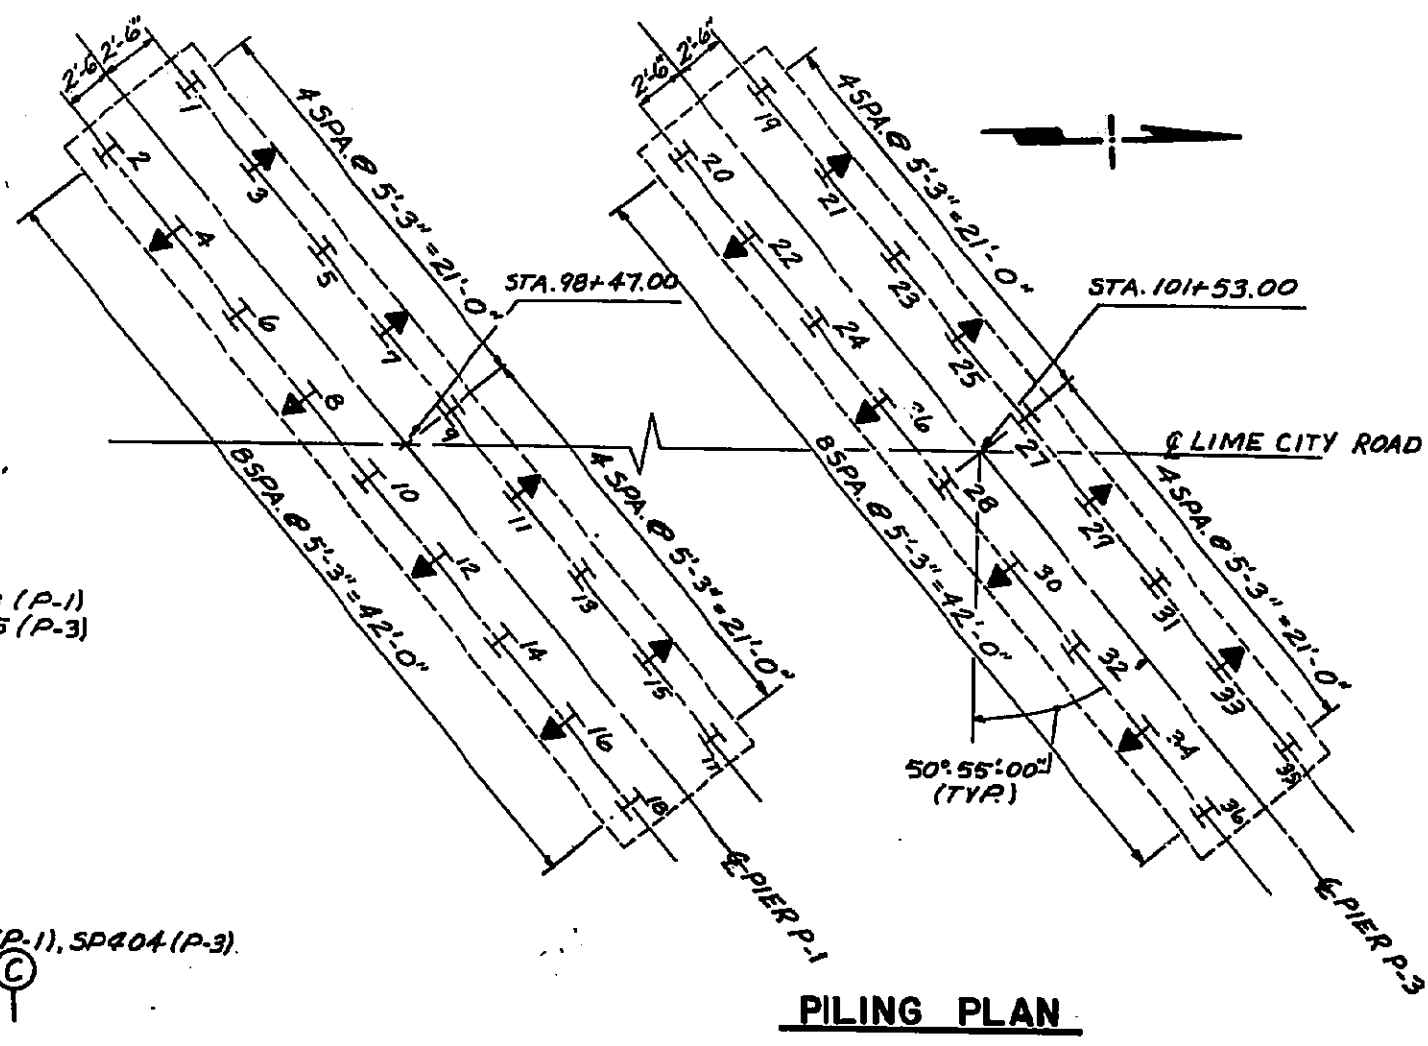 2'-6" 2'-6"
4 SPA. @ 5'-3" = 21'-0"
1
2
3
4
5
6
7
8
9
10
11
12
13
14
15
16
17
18
STA. 98+47.00
4 SPA. @ 5'-3" = 21'-0"
8 SPA. @ 5'-3" = 42'-0"
℄ PIER P-1
2'-6" 2'-6"
4 SPA. @ 5'-3" = 21'-0"
19
20
21
22
23
24
25
26
27
28
29
30
31
32
33
34
35
36
STA. 101+53.00
℄ LIME CITY ROAD
4 SPA. @ 5'-3" = 21'-0"
8 SPA. @ 5'-3" = 42'-0"
50°-55'-00"
(TYP.)
℄ PIER P-3
(P-1)
(P-3)
(P-1), SP404 (P-3)
C
PILING PLAN